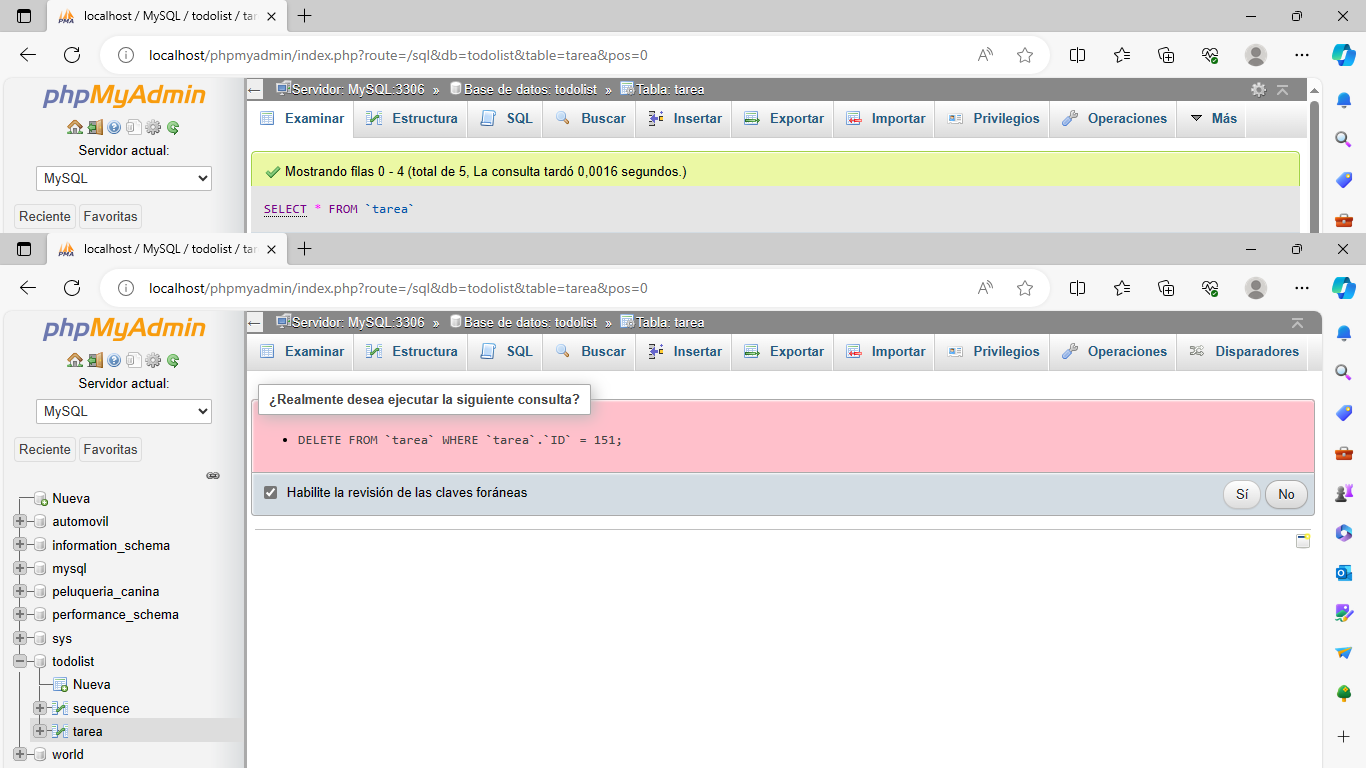 localhost / MySQL / todolist / tar
localhost/phpmyadmin/index.php?route=/sql&db=todolist&table=tarea&pos=0
phpMyAdmin
Servidor actual:
MySQL
Reciente Favoritas
Servidor: MySQL:3306 » Base de datos: todolist » Tabla: tarea
Examinar Estructura SQL Buscar Insertar Exportar Importar Privilegios Operaciones Más
Mostrando filas 0 - 4 (total de 5, La consulta tardó 0,0016 segundos.)
SELECT * FROM `tarea`
localhost / MySQL / todolist / tar
localhost/phpmyadmin/index.php?route=/sql&db=todolist&table=tarea&pos=0
phpMyAdmin
Servidor actual:
MySQL
Reciente Favoritas
Nueva
automovil
information_schema
mysql
peluqueria_canina
performance_schema
sys
todolist
Nueva
sequence
tarea
world
Servidor: MySQL:3306 » Base de datos: todolist » Tabla: tarea
Examinar Estructura SQL Buscar Insertar Exportar Importar Privilegios Operaciones Disparadores
¿Realmente desea ejecutar la siguiente consulta?
• DELETE FROM `tarea` WHERE `tarea`.`ID` = 151;
Habilite la revisión de las claves foráneas
Sí No